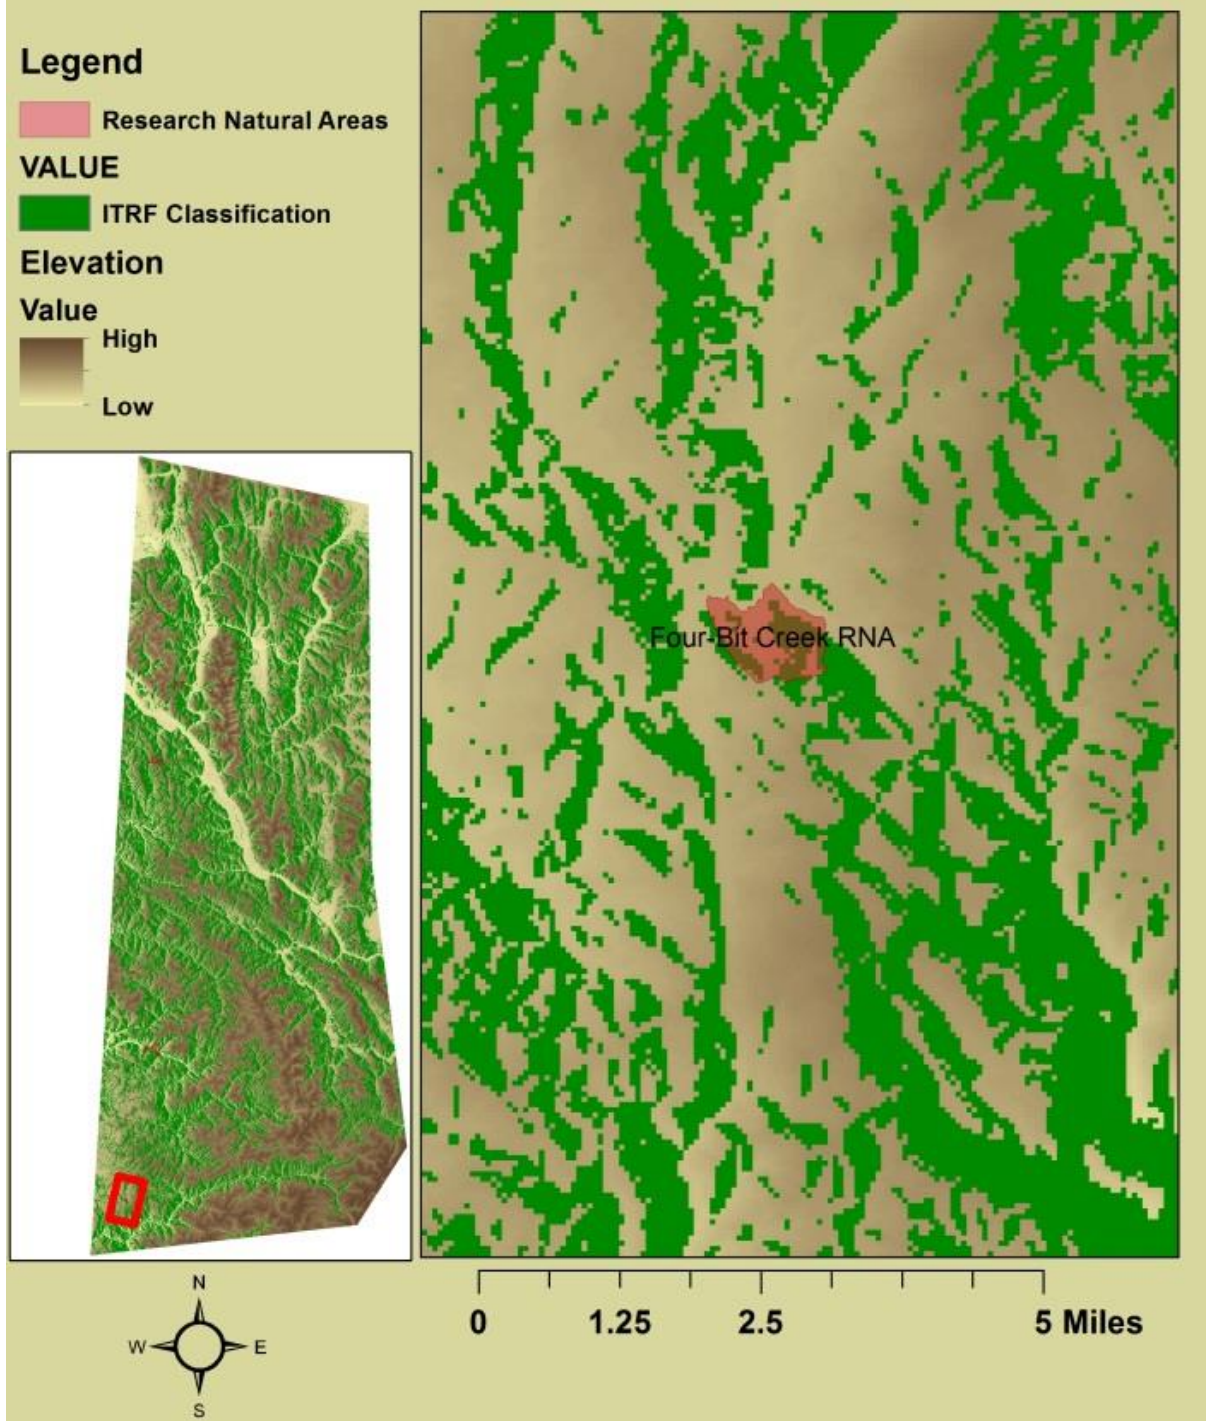 Legend
Research Natural Areas
VALUE
ITRF Classification
Elevation
Value
High
Low
Four-Bit Creek RNA
N
W E
S
0 1.25 2.5 5 Miles